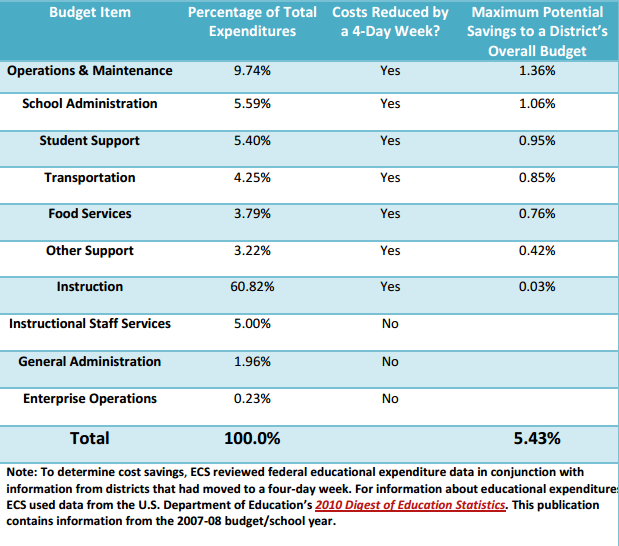 Budget Item Percentage of Total Expenditures Costs Reduced by a 4-Day Week? Maximum Potential Savings to a District's Overall Budget
Operations & Maintenance 9.74% Yes 1.36%
School Administration 5.59% Yes 1.06%
Student Support 5.40% Yes 0.95%
Transportation 4.25% Yes 0.85%
Food Services 3.79% Yes 0.76%
Other Support 3.22% Yes 0.42%
Instruction 60.82% Yes 0.03%
Instructional Staff Services 5.00% No
General Administration 1.96% No
Enterprise Operations 0.23% No
Total 100.0% 5.43%
Note: To determine cost savings, ECS reviewed federal educational expenditure data in conjunction with
information from districts that had moved to a four-day week. For information about educational expenditures
ECS used data from the U.S. Department of Education's 2010 Digest of Education Statistics. This publication
contains information from the 2007-08 budget/school year.